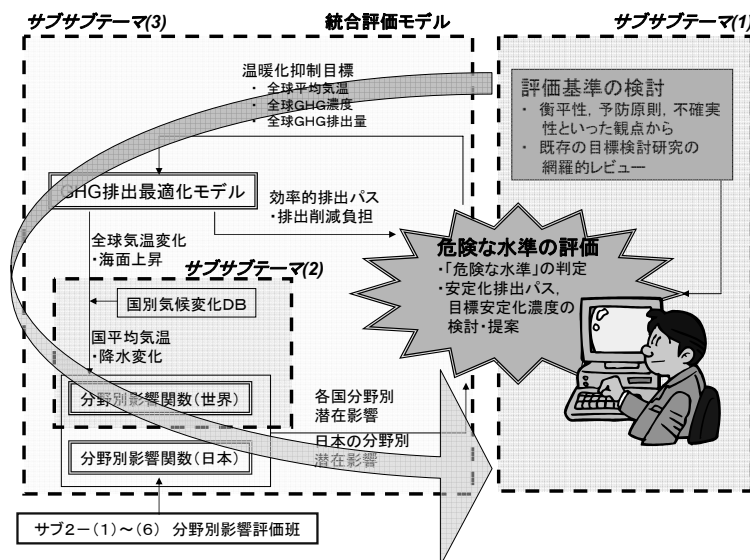 サブサブテーマ(3)
統合評価モデル
サブサブテーマ(1)
温暖化抑制目標
・ 全球平均気温
・ 全球GHG濃度
・ 全球GHG排出量
評価基準の検討
・ 衡平性，予防原則，不確実
性といった観点から
・ 既存の目標検討研究の
網羅的レビュー
GHG排出最適化モデル
効率的排出パス
・排出削減負担
全球気温変化
・海面上昇
サブサブテーマ(2)
国別気候変化DB
国平均気温
・降水変化
危険な水準の評価
・「危険な水準」の判定
・安定化排出パス，
目標安定化濃度の
検討・提案
分野別影響関数(世界)
各国分野別
潜在影響
分野別影響関数(日本)
日本の分野別
潜在影響
サブ2－(1)～(6) 分野別影響評価班